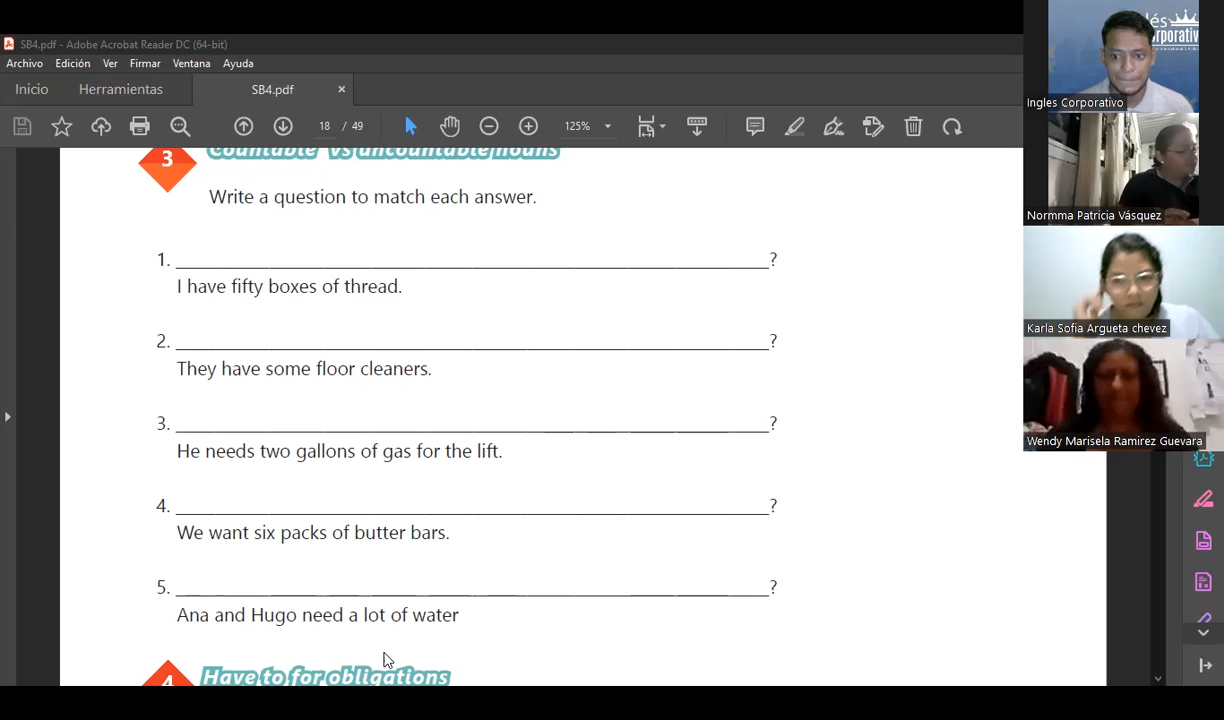 SB4.pdf - Adobe Acrobat Reader DC (64-bit)
Archivo Edición Ver Firmar Ventana Ayuda
Inicio Herramientas SB4.pdf ×
18 / 49 125%
3 Countable vs uncountable nouns
Write a question to match each answer.
1. ?
I have fifty boxes of thread.
2. ?
They have some floor cleaners.
3. ?
He needs two gallons of gas for the lift.
4. ?
We want six packs of butter bars.
5. ?
Ana and Hugo need a lot of water
4 Have to for obligations
Ingles Corporativo
Normma Patricia Vásquez
Karla Sofia Argueta chevez
Wendy Marisela Ramirez Guevara